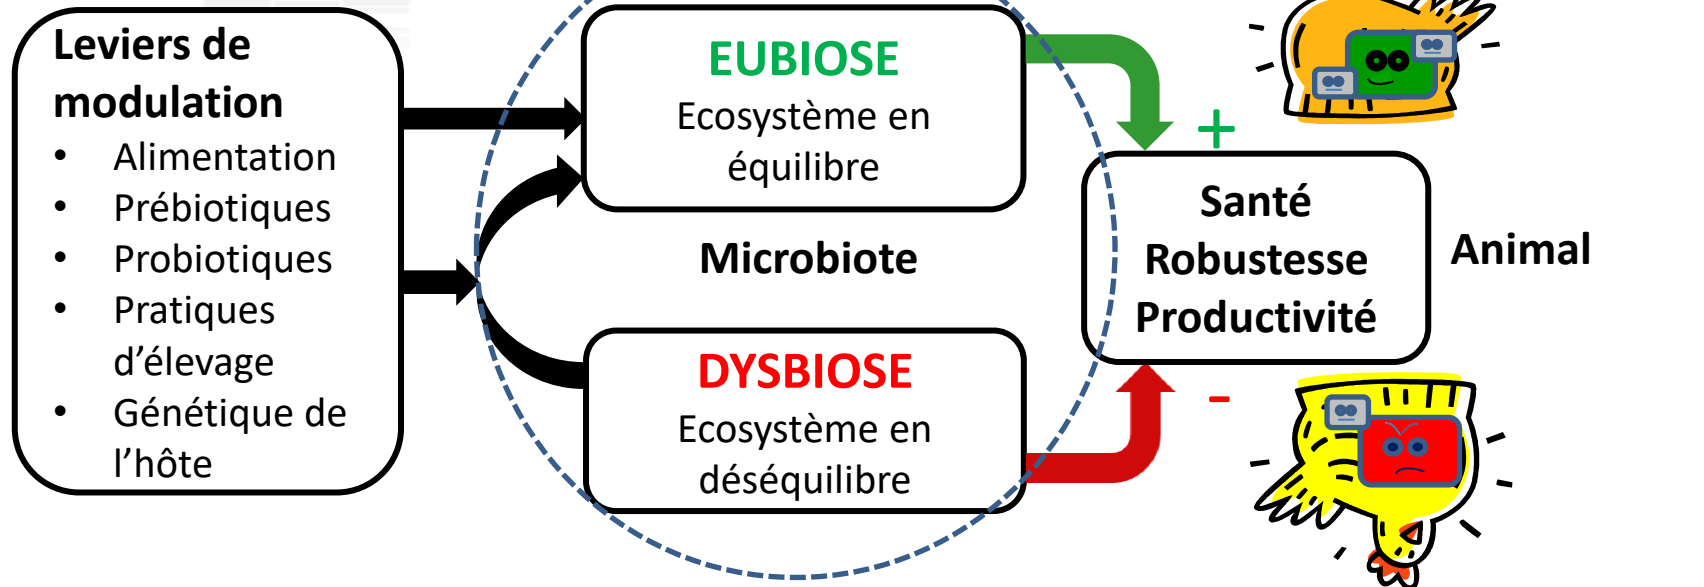 Leviers de
modulation
• Alimentation
• Prébiotiques
• Probiotiques
• Pratiques
d’élevage
• Génétique de
l’hôte
EUBIOSE
Ecosystème en
équilibre
Microbiote
DYSBIOSE
Ecosystème en
déséquilibre
+
Santé
Robustesse
Productivité
-
Animal